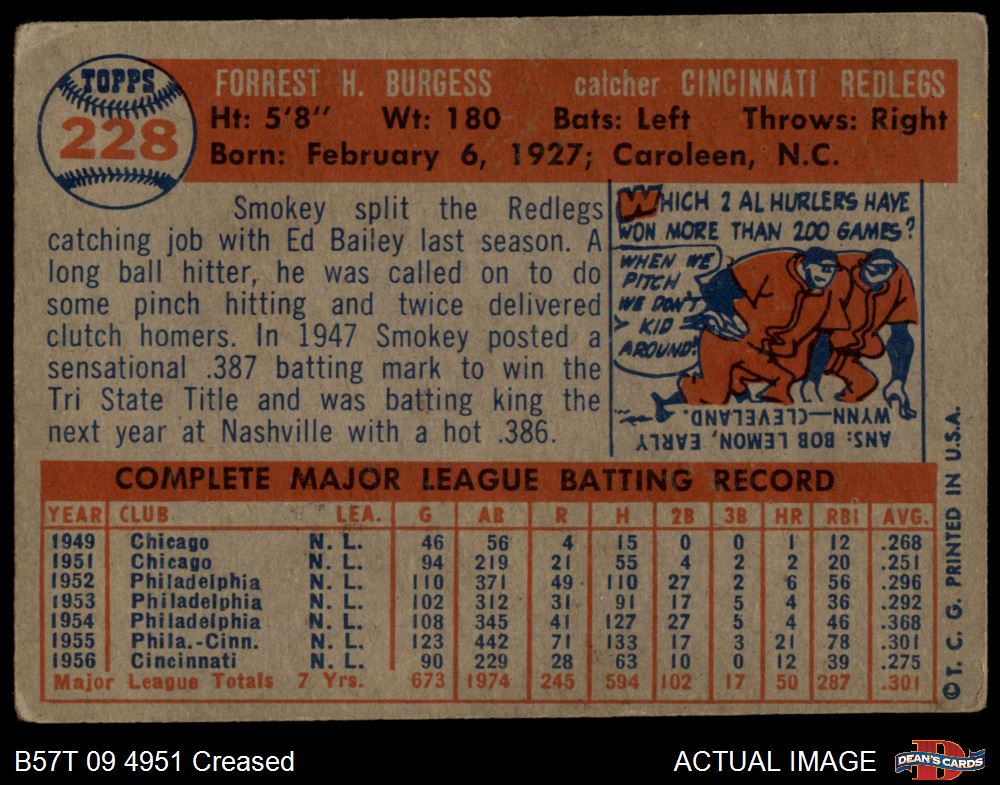 TOPPS
228
FORREST H. BURGESS catcher CINCINNATI REDLEGS
Ht: 5'8'' Wt: 180 Bats: Left Throws: Right
Born: February 6, 1927; Caroleen, N.C.
Smokey split the Redlegs
catching job with Ed Bailey last season. A
long ball hitter, he was called on to do
some pinch hitting and twice delivered
clutch homers. In 1947 Smokey posted a
sensational .387 batting mark to win the
Tri State Title and was batting king the
next year at Nashville with a hot .386.
WHICH 2 AL HURLERS HAVE
WON MORE THAN 200 GAMES?
WHEN WE
PITCH
WE DON'T
KID
AROUND!
ANS: BOB LEMON, EARLY
WYNN—CLEVELAND.
COMPLETE MAJOR LEAGUE BATTING RECORD
YEAR CLUB LEA. G AB R H 2B 3B HR RBI AVG.
1949 Chicago N. L. 46 56 4 15 0 0 1 12 .268
1951 Chicago N. L. 94 219 21 55 4 2 2 20 .251
1952 Philadelphia N. L. 110 371 49 110 27 2 6 56 .296
1953 Philadelphia N. L. 102 312 31 91 17 5 4 36 .292
1954 Philadelphia N. L. 108 345 41 127 27 5 4 46 .368
1955 Phila.-Cinn. N. L. 123 442 71 133 17 3 21 78 .301
1956 Cincinnati N. L. 90 229 28 63 10 0 12 39 .275
Major League Totals 7 Yrs. 673 1974 245 594 102 17 50 287 .301
© T. C. G. PRINTED IN U.S.A.
B57T 09 4951 Creased
ACTUAL IMAGE
D
DEAN'S CARDS